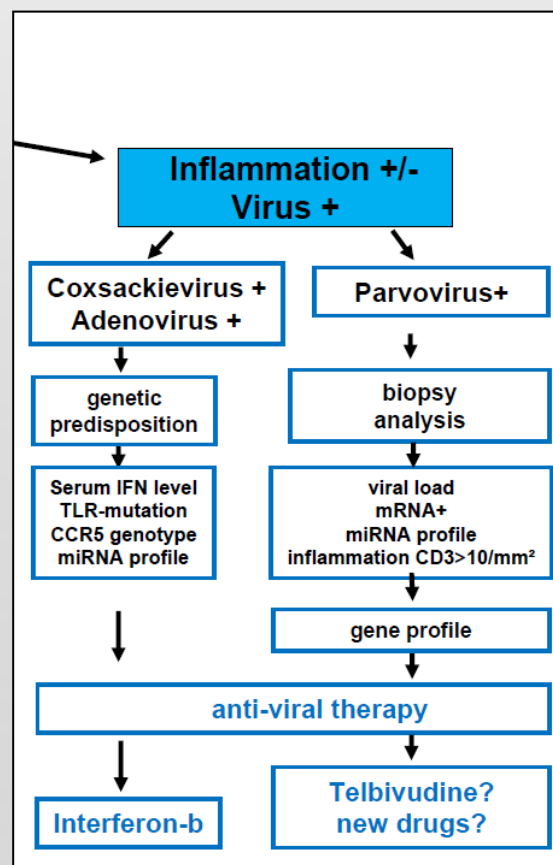 Inflammation +/-
Virus +
Coxsackievirus +
Adenovirus +
Parvovirus+
genetic
predisposition
biopsy
analysis
Serum IFN level
TLR-mutation
CCR5 genotype
miRNA profile
viral load
mRNA+
miRNA profile
inflammation CD3>10/mm²
gene profile
anti-viral therapy
Interferon-b
Telbivudine?
new drugs?